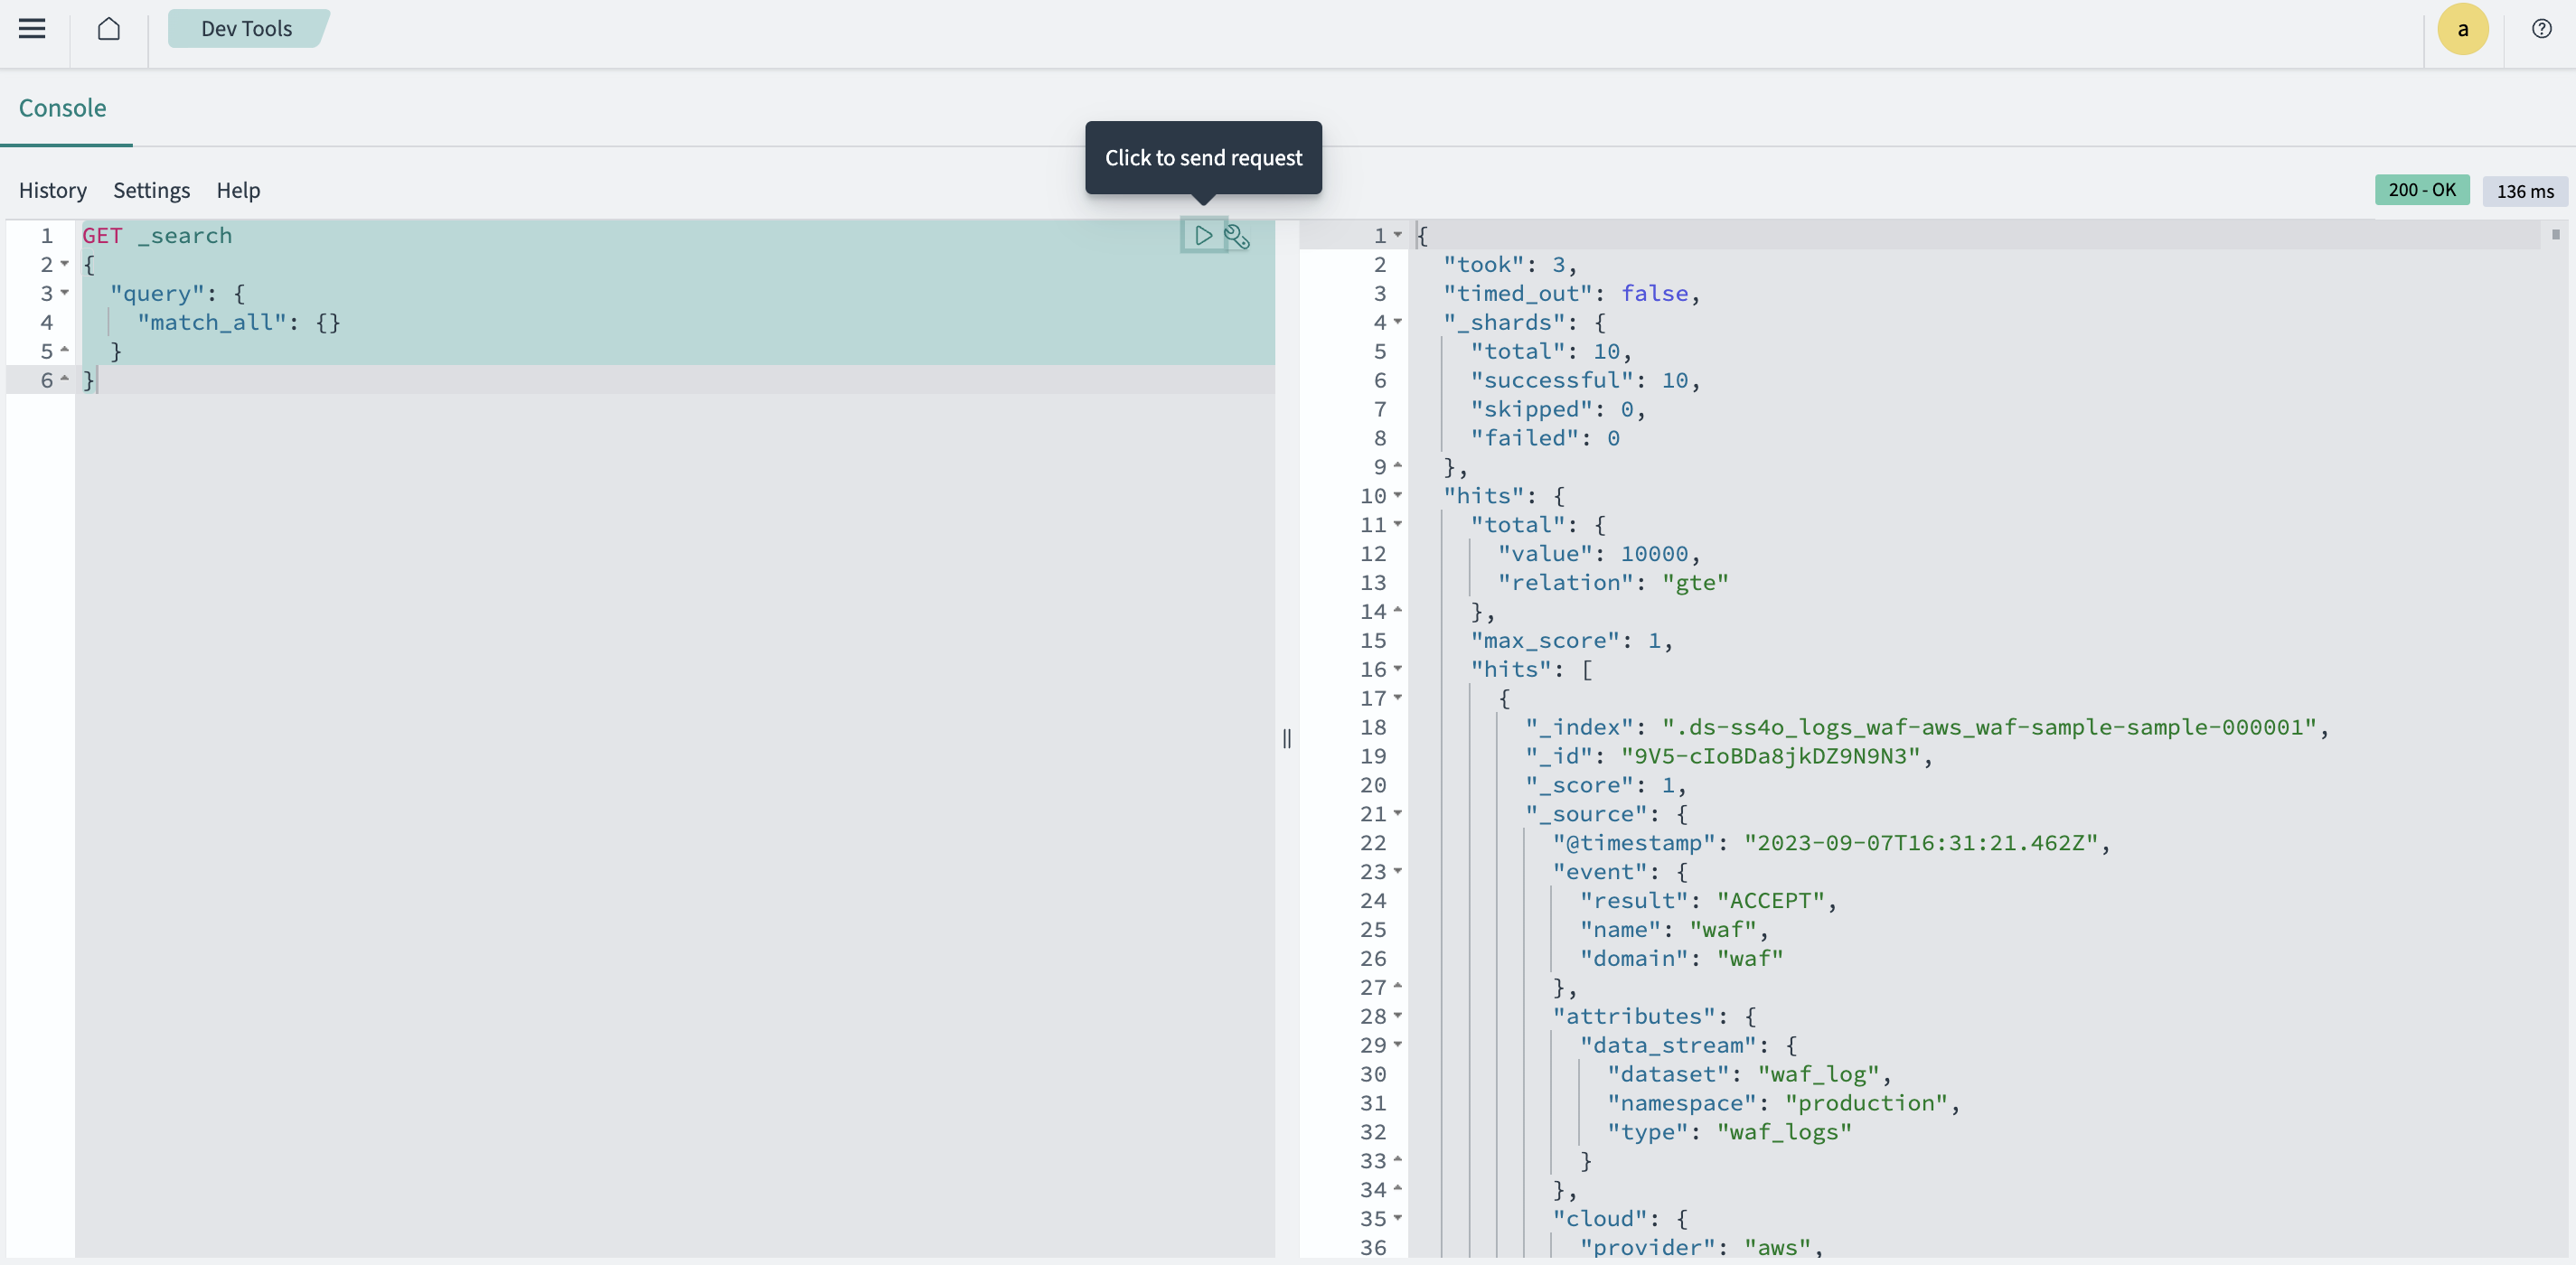 Dev Tools
a
Console
Click to send request
History Settings Help
200 - OK 136 ms
1 GET _search
2 {
3 "query": {
4 "match_all": {}
5 }
6 }
1 {
2 "took": 3,
3 "timed_out": false,
4 "_shards": {
5 "total": 10,
6 "successful": 10,
7 "skipped": 0,
8 "failed": 0
9 },
10 "hits": {
11 "total": {
12 "value": 10000,
13 "relation": "gte"
14 },
15 "max_score": 1,
16 "hits": [
17 {
18 "_index": ".ds-ss4o_logs_waf-aws_waf-sample-sample-000001",
19 "_id": "9V5-cIoBDa8jkDZ9N9N3",
20 "_score": 1,
21 "_source": {
22 "@timestamp": "2023-09-07T16:31:21.462Z",
23 "event": {
24 "result": "ACCEPT",
25 "name": "waf",
26 "domain": "waf"
27 },
28 "attributes": {
29 "data_stream": {
30 "dataset": "waf_log",
31 "namespace": "production",
32 "type": "waf_logs"
33 }
34 },
35 "cloud": {
36 "provider": "aws",